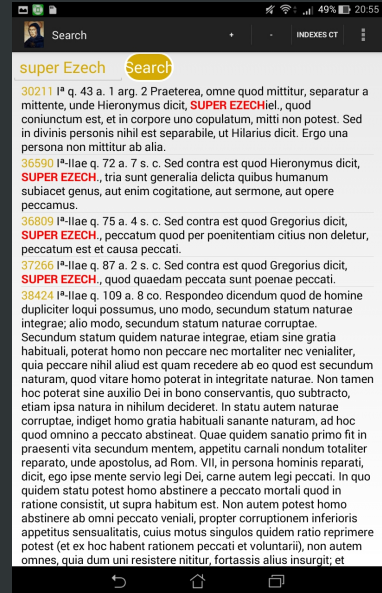 49% 20:55
Search + - INDEXES CT
super Ezech Search
30211 Iª q. 43 a. 1 arg. 2 Praeterea, omne quod mittitur, separatur a
mittente, unde Hieronymus dicit, SUPER EZECHiel., quod
coniunctum est, et in corpore uno copulatum, mitti non potest. Sed
in divinis personis nihil est separabile, ut Hilarius dicit. Ergo una
persona non mittitur ab alia.
36590 Iª-IIae q. 72 a. 7 s. c. Sed contra est quod Hieronymus dicit,
SUPER EZECH., tria sunt generalia delicta quibus humanum
subiacet genus, aut enim cogitatione, aut sermone, aut opere
peccamus.
36809 Iª-IIae q. 75 a. 4 s. c. Sed contra est quod Gregorius dicit,
SUPER EZECH., peccatum quod per poenitentiam citius non deletur,
peccatum est et causa peccati.
37266 Iª-IIae q. 87 a. 2 s. c. Sed contra est quod Gregorius dicit,
SUPER EZECH., quod quaedam peccata sunt poenae peccati.
38424 Iª-IIae q. 109 a. 8 co. Respondeo dicendum quod de homine
dupliciter loqui possumus, uno modo, secundum statum naturae
integrae; alio modo, secundum statum naturae corruptae.
Secundum statum quidem naturae integrae, etiam sine gratia
habituali, poterat homo non peccare nec mortaliter nec venialiter,
quia peccare nihil aliud est quam recedere ab eo quod est secundum
naturam, quod vitare homo poterat in integritate naturae. Non tamen
hoc poterat sine auxilio Dei in bono conservantis, quo subtracto,
etiam ipsa natura in nihilum decideret. In statu autem naturae
corruptae, indiget homo gratia habituali sanante naturam, ad hoc
quod omnino a peccato abstineat. Quae quidem sanatio primo fit in
praesenti vita secundum mentem, appetitu carnali nondum totaliter
reparato, unde apostolus, ad Rom. VII, in persona hominis reparati,
dicit, ego ipse mente servio legi Dei, carne autem legi peccati. In quo
quidem statu potest homo abstinere a peccato mortali quod in
ratione consistit, ut supra habitum est. Non autem potest homo
abstinere ab omni peccato veniali, propter corruptionem inferioris
appetitus sensualitatis, cuius motus singulos quidem ratio reprimere
potest (et ex hoc habent rationem peccati et voluntarii), non autem
omnes, quia dum uni resistere nititur, fortassis alius insurgit; et